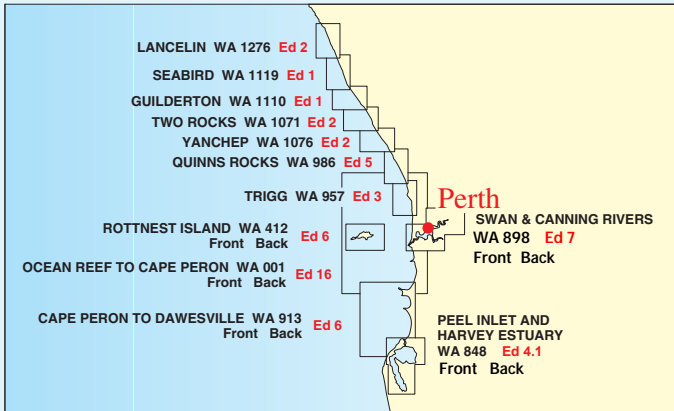 LANCELIN WA 1276 Ed 2
SEABIRD WA 1119 Ed 1
GUILDERTON WA 1110 Ed 1
TWO ROCKS WA 1071 Ed 2
YANCHEP WA 1076 Ed 2
QUINNS ROCKS WA 986 Ed 5
TRIGG WA 957 Ed 3
Perth
ROTTNEST ISLAND WA 412
Front Back
Ed 6
SWAN & CANNING RIVERS
WA 898 Ed 7
Front Back
OCEAN REEF TO CAPE PERON WA 001
Front Back
Ed 16
CAPE PERON TO DAWESVILLE WA 913
Front Back
Ed 6
PEEL INLET AND
HARVEY ESTUARY
WA 848 Ed 4.1
Front Back